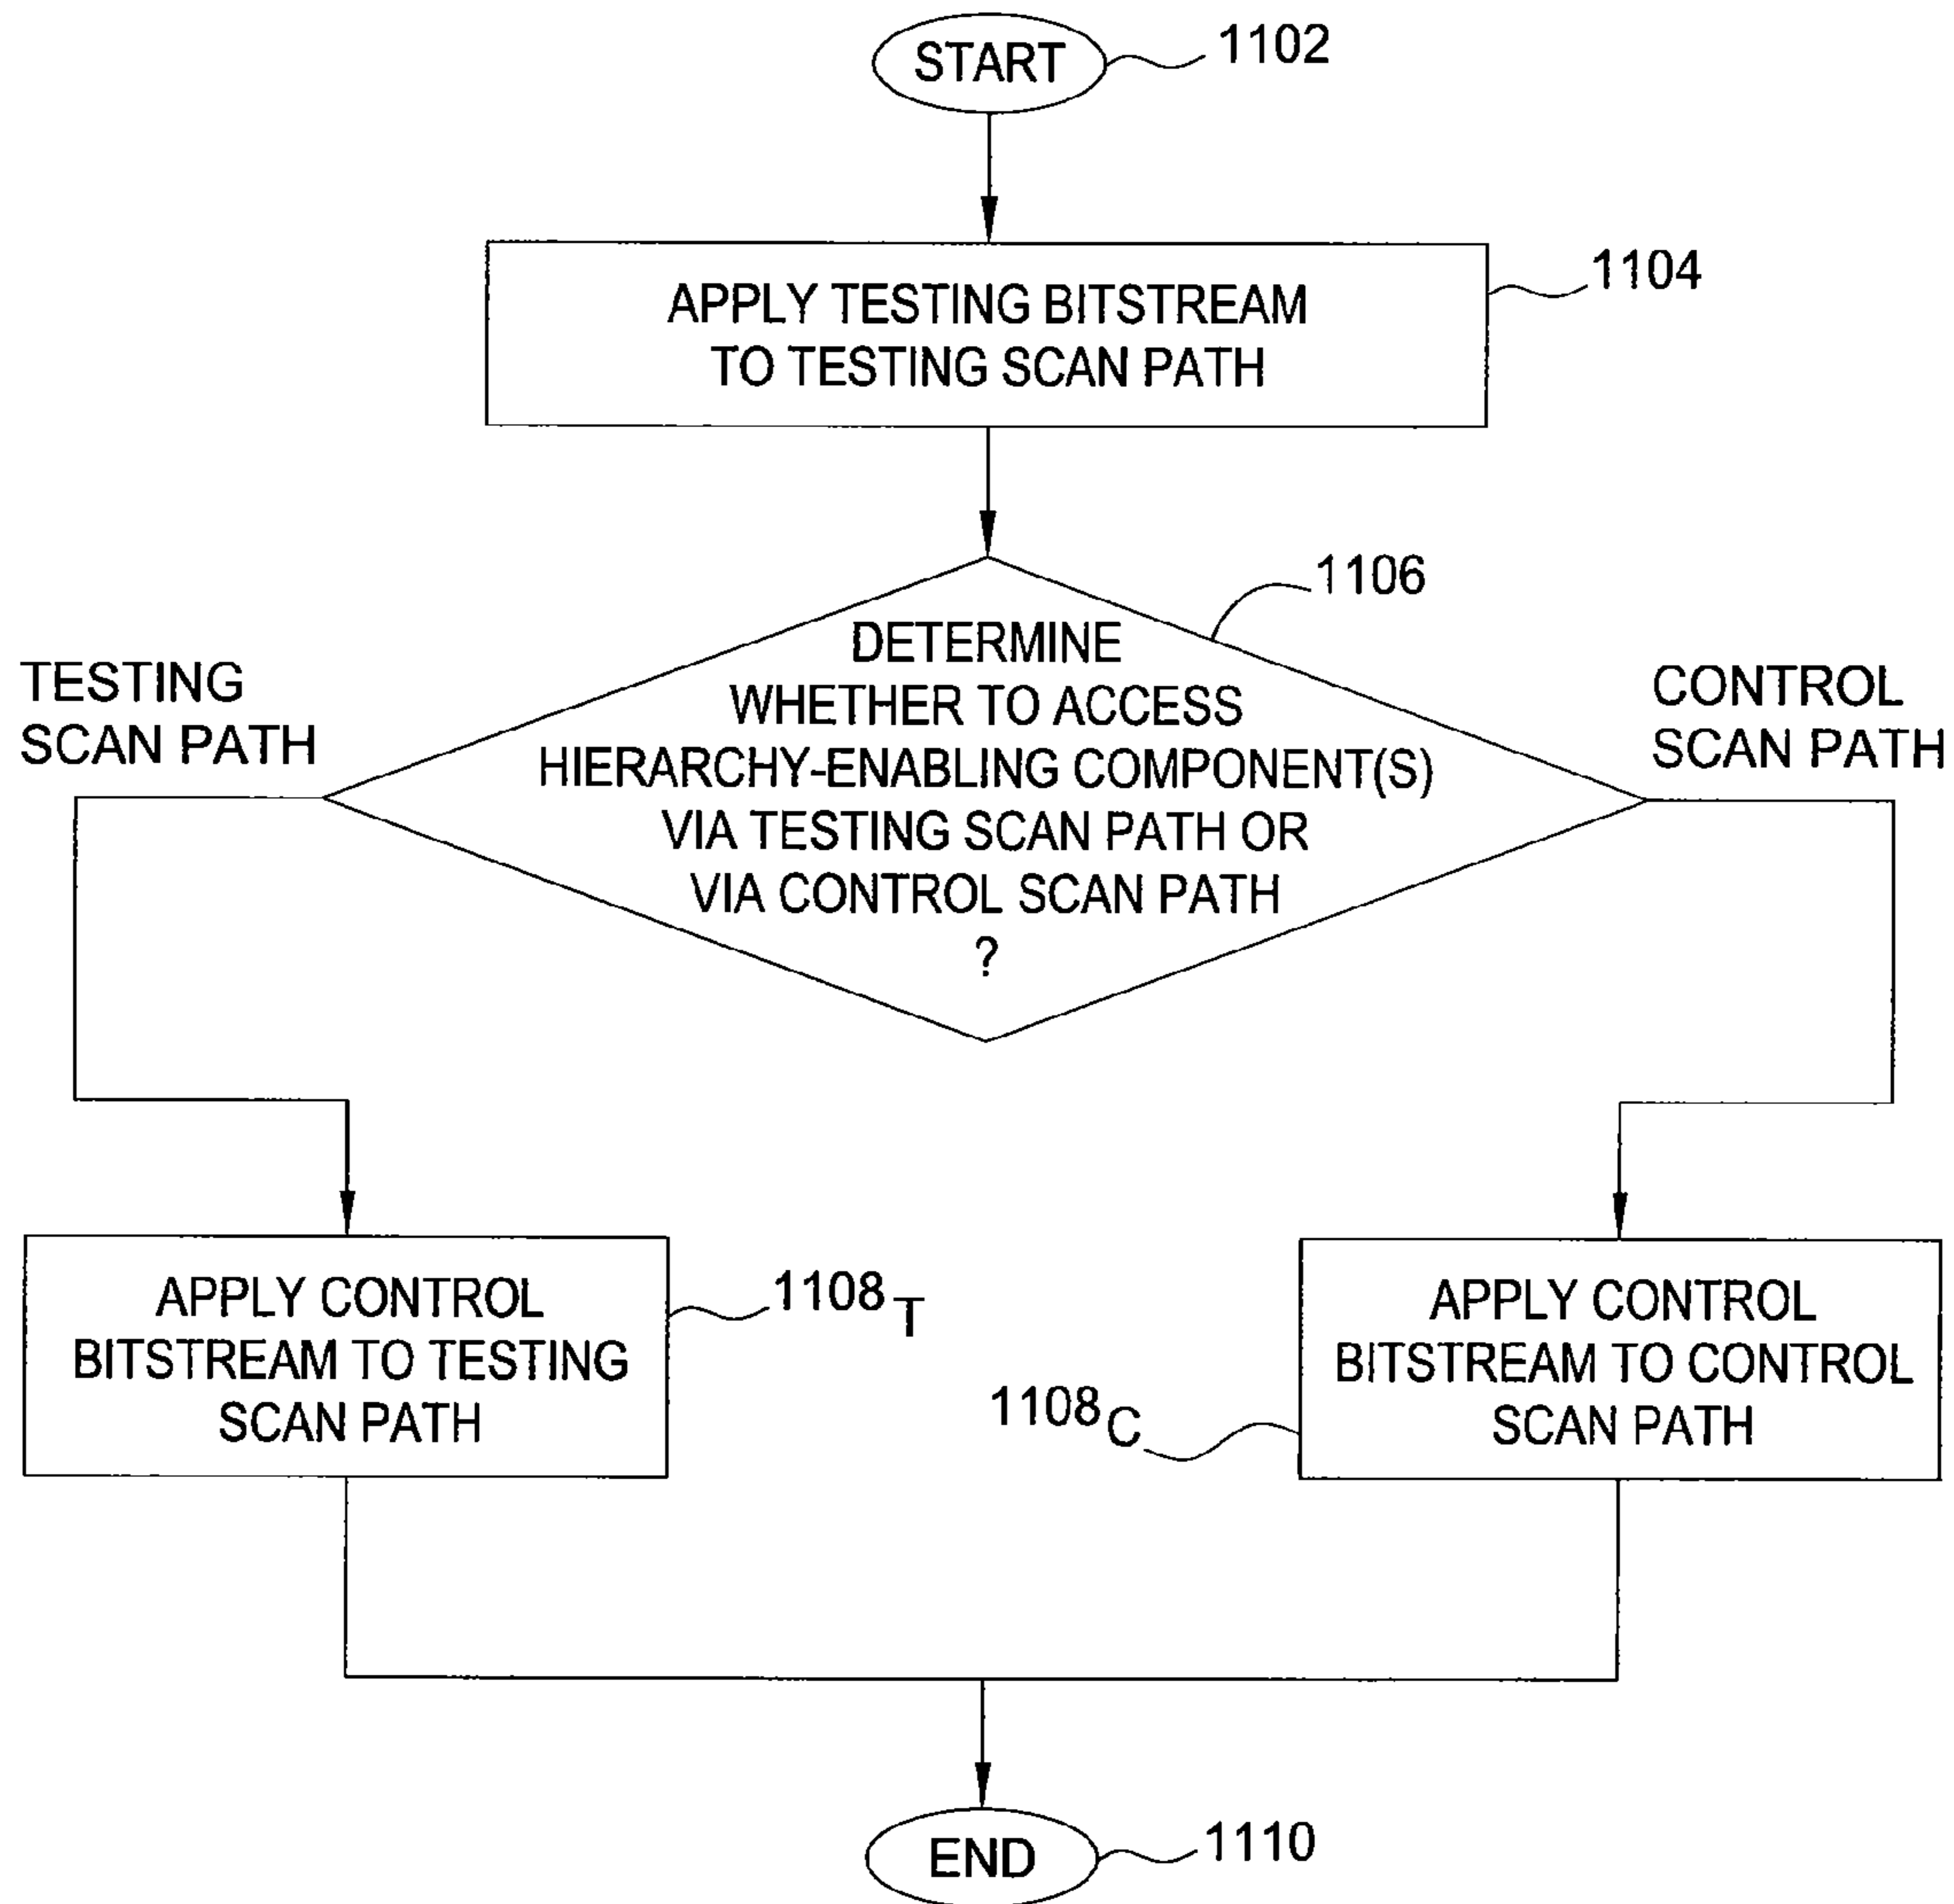 START
1102
APPLY TESTING BITSTREAM
TO TESTING SCAN PATH
1104
1106
DETERMINE
WHETHER TO ACCESS
HIERARCHY-ENABLING COMPONENT(S)
VIA TESTING SCAN PATH OR
VIA CONTROL SCAN PATH
?
TESTING
SCAN PATH
CONTROL
SCAN PATH
APPLY CONTROL
BITSTREAM TO TESTING
SCAN PATH
1108T
APPLY CONTROL
BITSTREAM TO CONTROL
SCAN PATH
1108C
END
1110